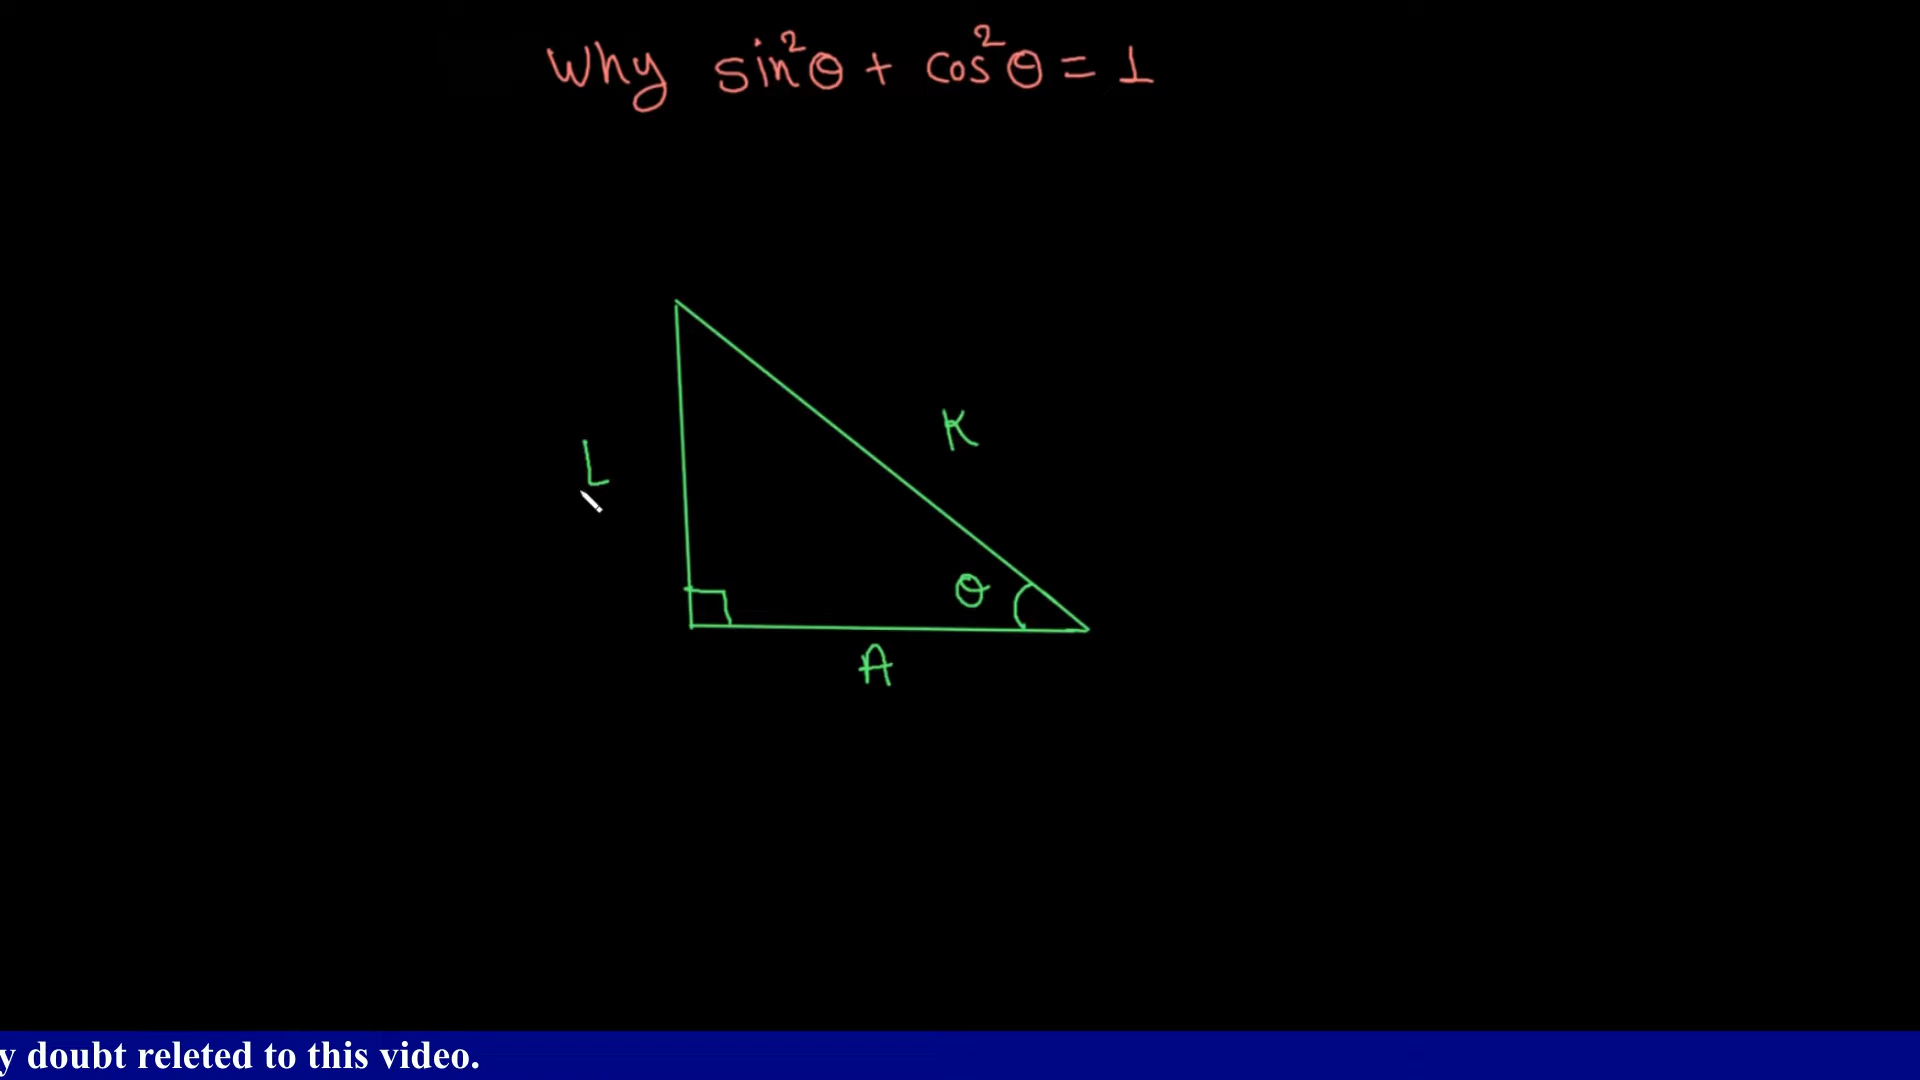 Why sin²θ + cos²θ = 1
K
L
θ
A
y doubt releted to this video.